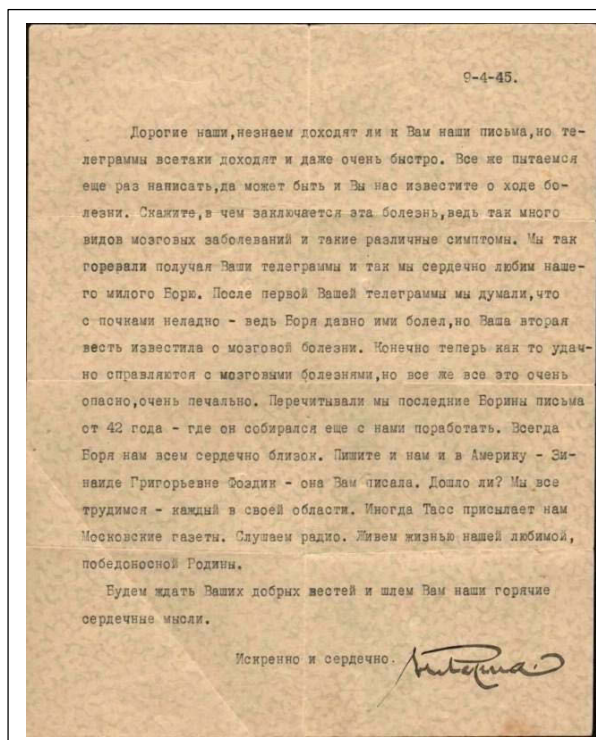 9-4-45.
Дорогие наши,незнаем доходят ли к Вам наши письма,но те-
леграммы всетаки доходят и даже очень быстро. Все же пытаемся
еще раз написать,да может быть и Вы нас известите о ходе бо-
лезни. Скажите,в чем заключается эта болезнь,ведь так много
видов мозговых заболеваний и такие различные симптомы. Мы так
горевали получая Ваши телеграммы и так мы сердечно любим наше-
го милого Борю. После первой Вашей телеграммы мы думали,что
с почками неладно - ведь Боря давно ими болел,но Ваша вторая
весть известила о мозговой болезни. Конечно теперь как то удач-
но справляются с мозговыми болезнями,но все же все это очень
опасно,очень печально. Перечитывали мы последние Борины письма
от 42 года - где он собирался еще с нами поработать. Всегда
Боря нам всем сердечно близок. Пишите и нам и в Америку - Зи-
наиде Григорьевне Фоздик - она Вам писала. Дошло ли? Мы все
трудимся - каждый в своей области. Иногда Тасс присылает нам
Московские газеты. Слушаем радио. Живем жизнью нашей любимой,
победоносной Родины.
Будем ждать Ваших добрых вестей и шлем Вам наши горячие
сердечные мысли.
Искренно и сердечно.